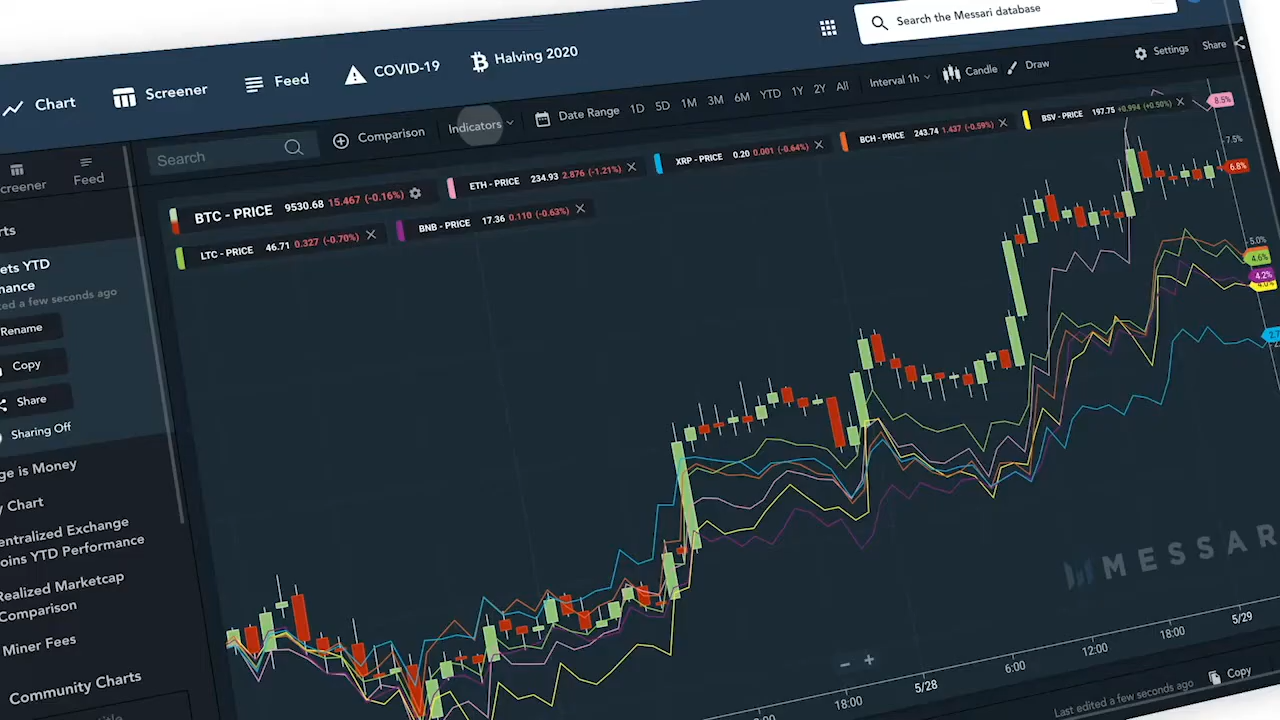 Search the Messari database
Chart
Screener
Feed
COVID-19
Halving 2020
Search
Comparison
Indicators
Date Range
1D
5D
1M
3M
6M
YTD
1Y
2Y
All
Interval 1h
Candle
Draw
Settings
Share
creener
Feed
BTC - PRICE 9530.68 15.467 (-0.16%)
ETH - PRICE 234.93 2.876 (-1.21%)
XRP - PRICE 0.20 0.001 (-0.64%)
BCH - PRICE 243.74 1.437 (-0.59%)
BSV - PRICE 197.75 +0.994 (+0.50%)
LTC - PRICE 46.71 0.327 (-0.70%)
BNB - PRICE 17.36 0.110 (-0.63%)
rts
ets YTD
mance
ed a few seconds ago
Rename
Copy
Share
Sharing Off
ge is Money
y Chart
entralized Exchange
oins YTD Performance
Realized Marketcap
Comparison
Miner Fees
Community Charts
8.5%
7.5%
6.8%
5.0%
4.6%
4.2%
4.0%
MESSAR
18:00
5/28
6:00
12:00
18:00
5/29
Last edited a few seconds ago
Copy